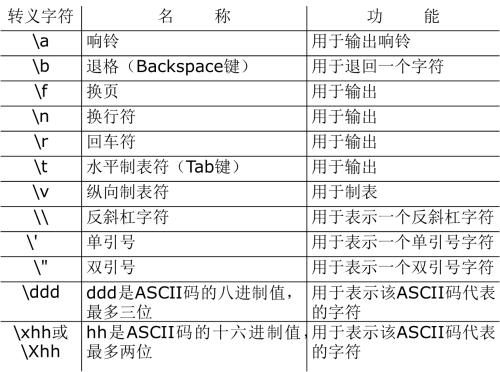 转义字符 名 称 功 能
\a 响铃 用于输出响铃
\b 退格（Backspace键） 用于退回一个字符
\f 换页 用于输出
\n 换行符 用于输出
\r 回车符 用于输出
\t 水平制表符（Tab键） 用于输出
\v 纵向制表符 用于制表
\\ 反斜杠字符 用于表示一个反斜杠字符
\' 单引号 用于表示一个单引号字符
\" 双引号 用于表示一个双引号字符
\ddd ddd是ASCII码的八进制值， 用于表示该ASCII码代表
最多三位 的字符
\xhh或 hh是ASCII码的十六进制值， 用于表示该ASCII码代表
\Xhh 最多两位 的字符